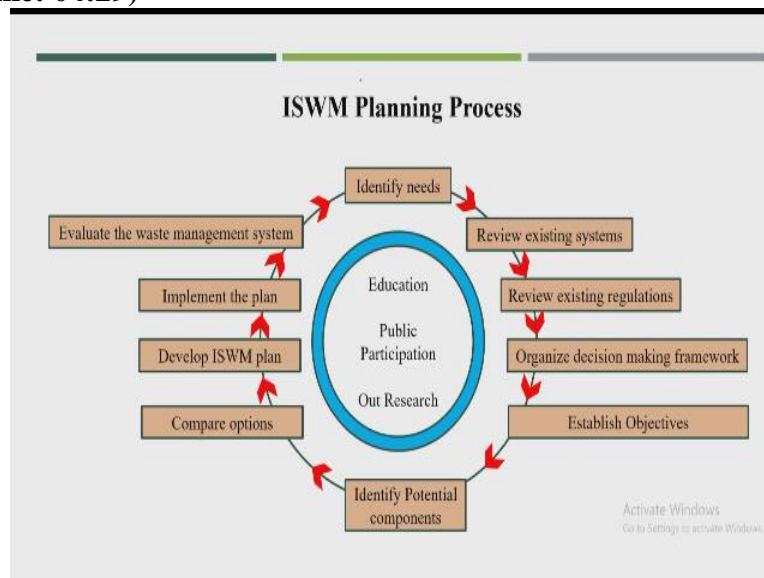 ISWM Planning Process
Identify needs
Review existing systems
Review existing regulations
Organize decision making framework
Establish Objectives
Identify Potential
components
Compare options
Develop ISWM plan
Implement the plan
Evaluate the waste management system
Education
Public
Participation
Out Research
Activate Windows
Go to Settings to activate Windows